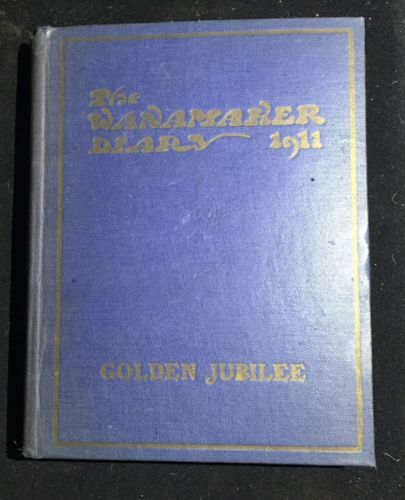 The
WANAMAKER
DIARY 1911
GOLDEN JUBILEE